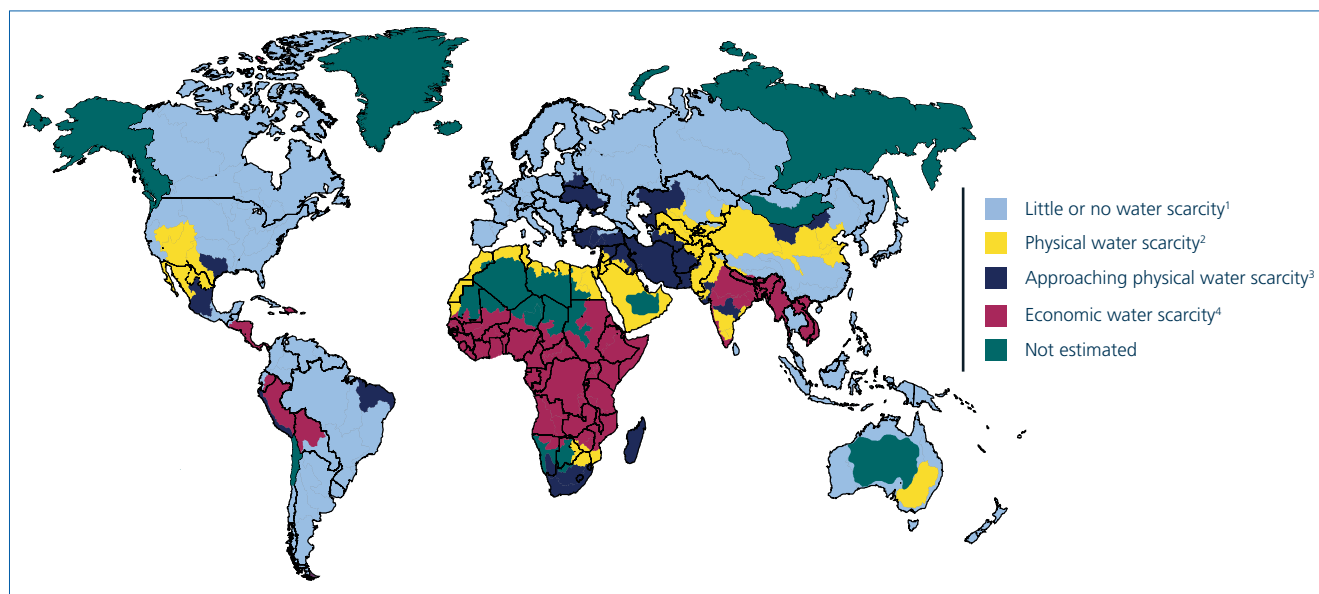 Little or no water scarcity¹
Physical water scarcity²
Approaching physical water scarcity³
Economic water scarcity⁴
Not estimated